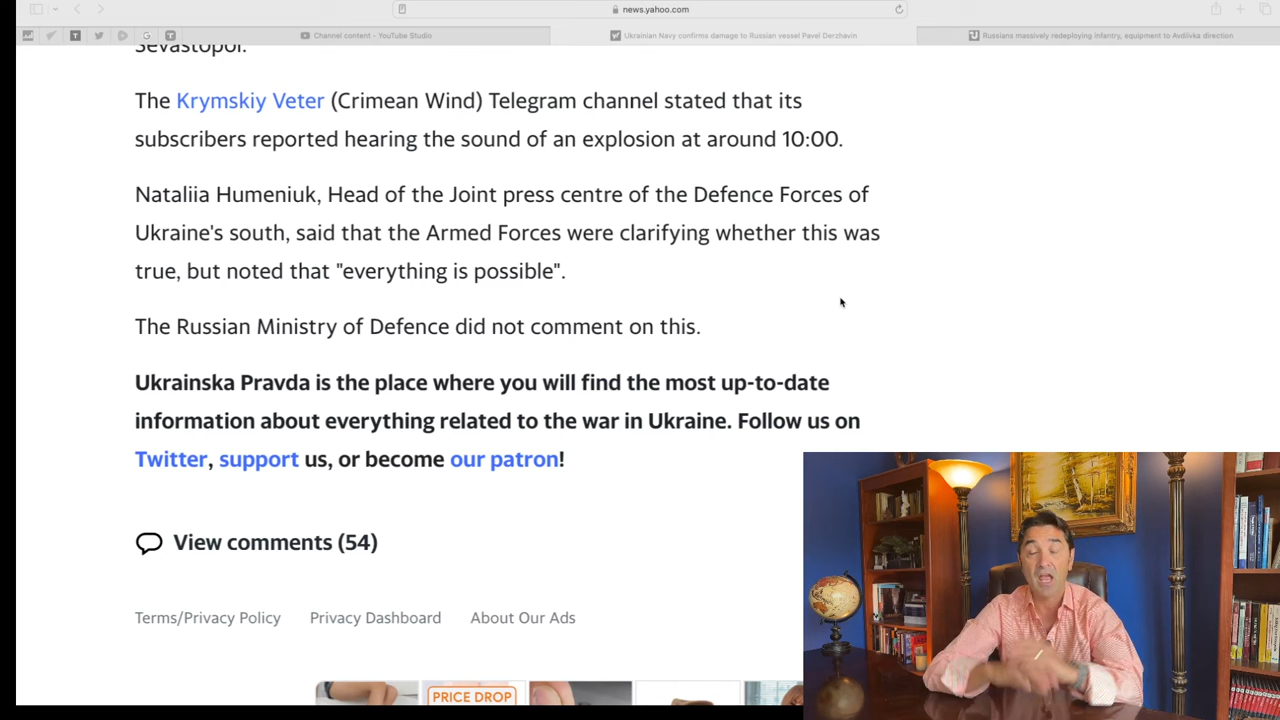 news.yahoo.com
Channel content - YouTube Studio
Ukrainian Navy confirms damage to Russian vessel Pavel Derzhavin
Russians massively redeploying infantry, equipment to Avdiivka direction
Sevastopol.
The Krymskiy Veter (Crimean Wind) Telegram channel stated that its
subscribers reported hearing the sound of an explosion at around 10:00.
Nataliia Humeniuk, Head of the Joint press centre of the Defence Forces of
Ukraine's south, said that the Armed Forces were clarifying whether this was
true, but noted that "everything is possible".
The Russian Ministry of Defence did not comment on this.
Ukrainska Pravda is the place where you will find the most up-to-date
information about everything related to the war in Ukraine. Follow us on
Twitter, support us, or become our patron!
View comments (54)
Terms/Privacy Policy Privacy Dashboard About Our Ads
PRICE DROP